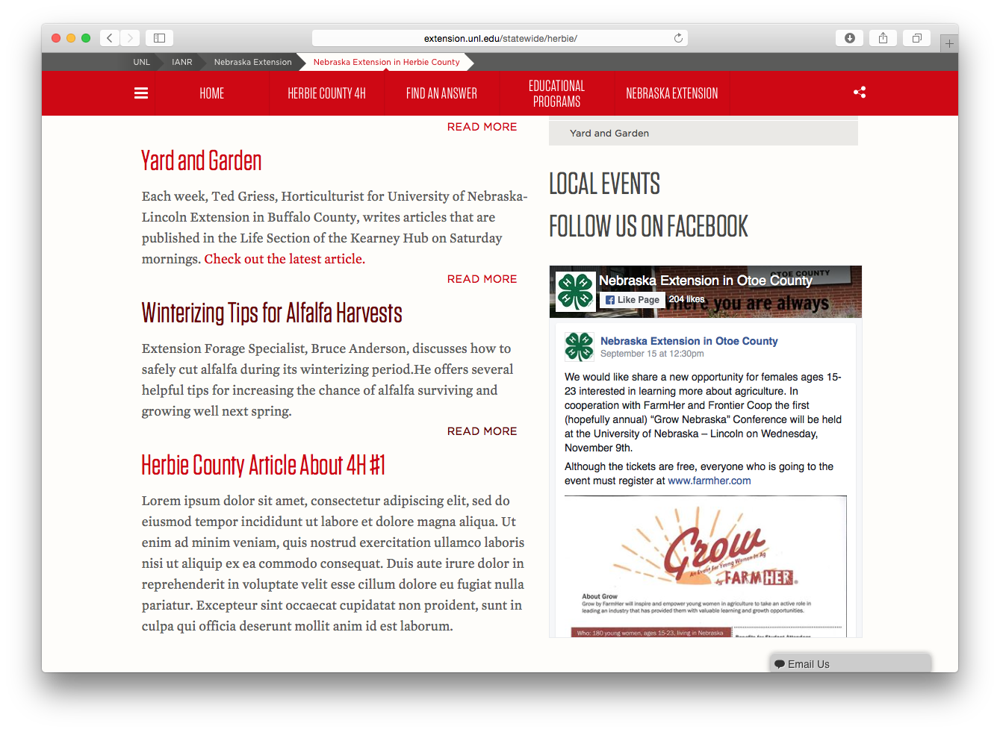 extension.unl.edu/statewide/herbie/
UNL
IANR
Nebraska Extension
Nebraska Extension in Herbie County
HOME
HERBIE COUNTY 4H
FIND AN ANSWER
EDUCATIONAL
PROGRAMS
NEBRASKA EXTENSION
READ MORE
Yard and Garden
Each week, Ted Griess, Horticulturist for University of Nebraska-
Lincoln Extension in Buffalo County, writes articles that are
published in the Life Section of the Kearney Hub on Saturday
mornings. Check out the latest article.
READ MORE
Winterizing Tips for Alfalfa Harvests
Extension Forage Specialist, Bruce Anderson, discusses how to
safely cut alfalfa during its winterizing period.He offers several
helpful tips for increasing the chance of alfalfa surviving and
growing well next spring.
READ MORE
Herbie County Article About 4H #1
Lorem ipsum dolor sit amet, consectetur adipiscing elit, sed do
eiusmod tempor incididunt ut labore et dolore magna aliqua. Ut
enim ad minim veniam, quis nostrud exercitation ullamco laboris
nisi ut aliquip ex ea commodo consequat. Duis aute irure dolor in
reprehenderit in voluptate velit esse cillum dolore eu fugiat nulla
pariatur. Excepteur sint occaecat cupidatat non proident, sunt in
culpa qui officia deserunt mollit anim id est laborum.
Yard and Garden
LOCAL EVENTS
FOLLOW US ON FACEBOOK
OTOE COUNTY
Nebraska Extension in Otoe County
Like Page
204 likes
you are always
H H H H
Nebraska Extension in Otoe County
September 15 at 12:30pm
We would like share a new opportunity for females ages 15-
23 interested in learning more about agriculture. In
cooperation with FarmHer and Frontier Coop the first
(hopefully annual) “Grow Nebraska” Conference will be held
at the University of Nebraska – Lincoln on Wednesday,
November 9th.
Although the tickets are free, everyone who is going to the
event must register at www.farmher.com
Grow
An Event for Young Women in Ag
by FARMHER®
About Grow
Grow by FarmHer will inspire and empower young women in agriculture to take an active role in
leading an industry that has provided them with valuable learning and growth opportunities.
Who: 180 young women, ages 15-23, living in Nebraska
Benefits for Student Attendees
Email Us